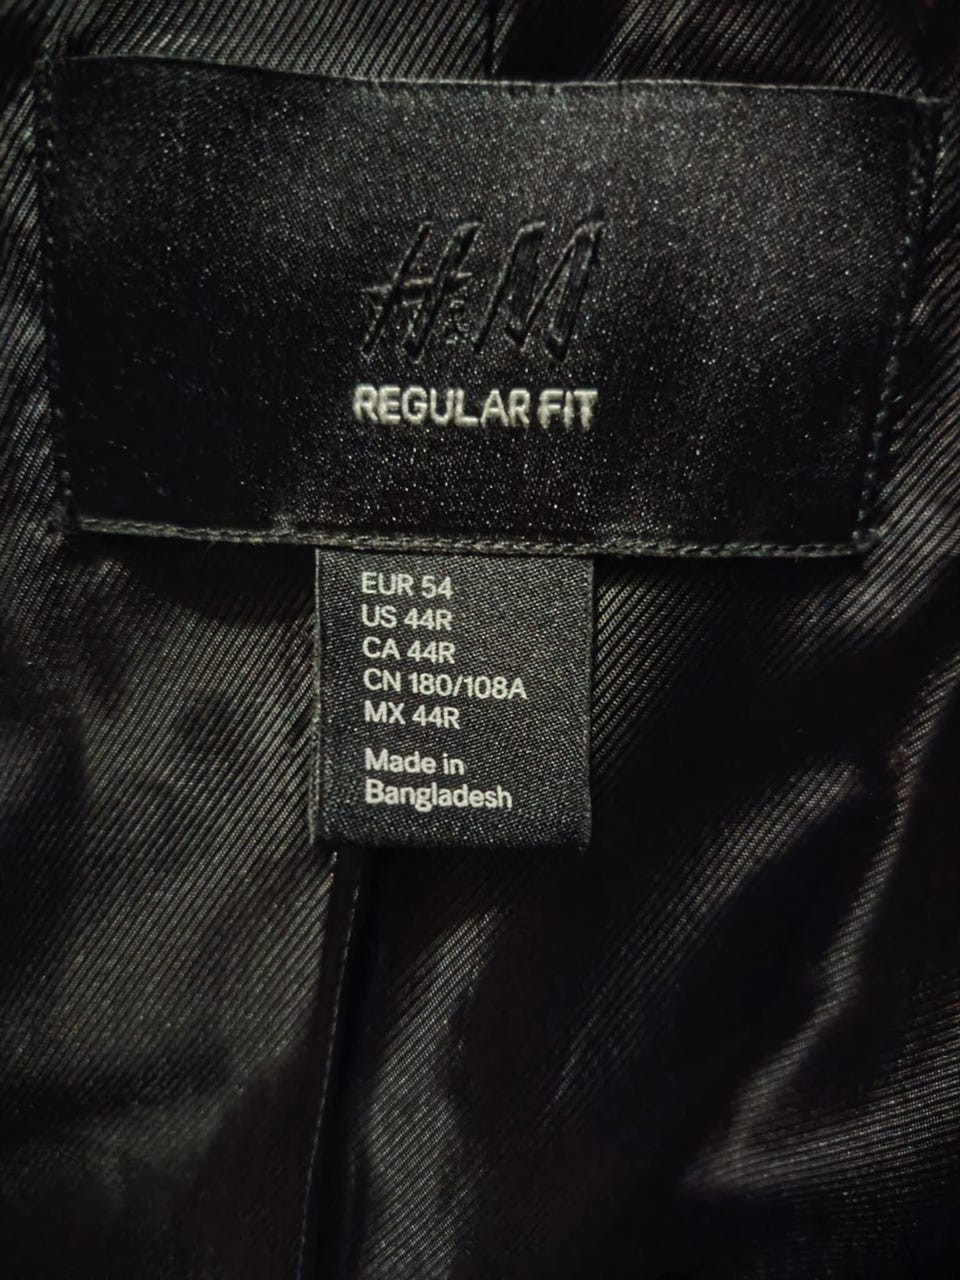 H&M
REGULAR FIT
EUR 54
US 44R
CA 44R
CN 180/108A
MX 44R
Made in
Bangladesh